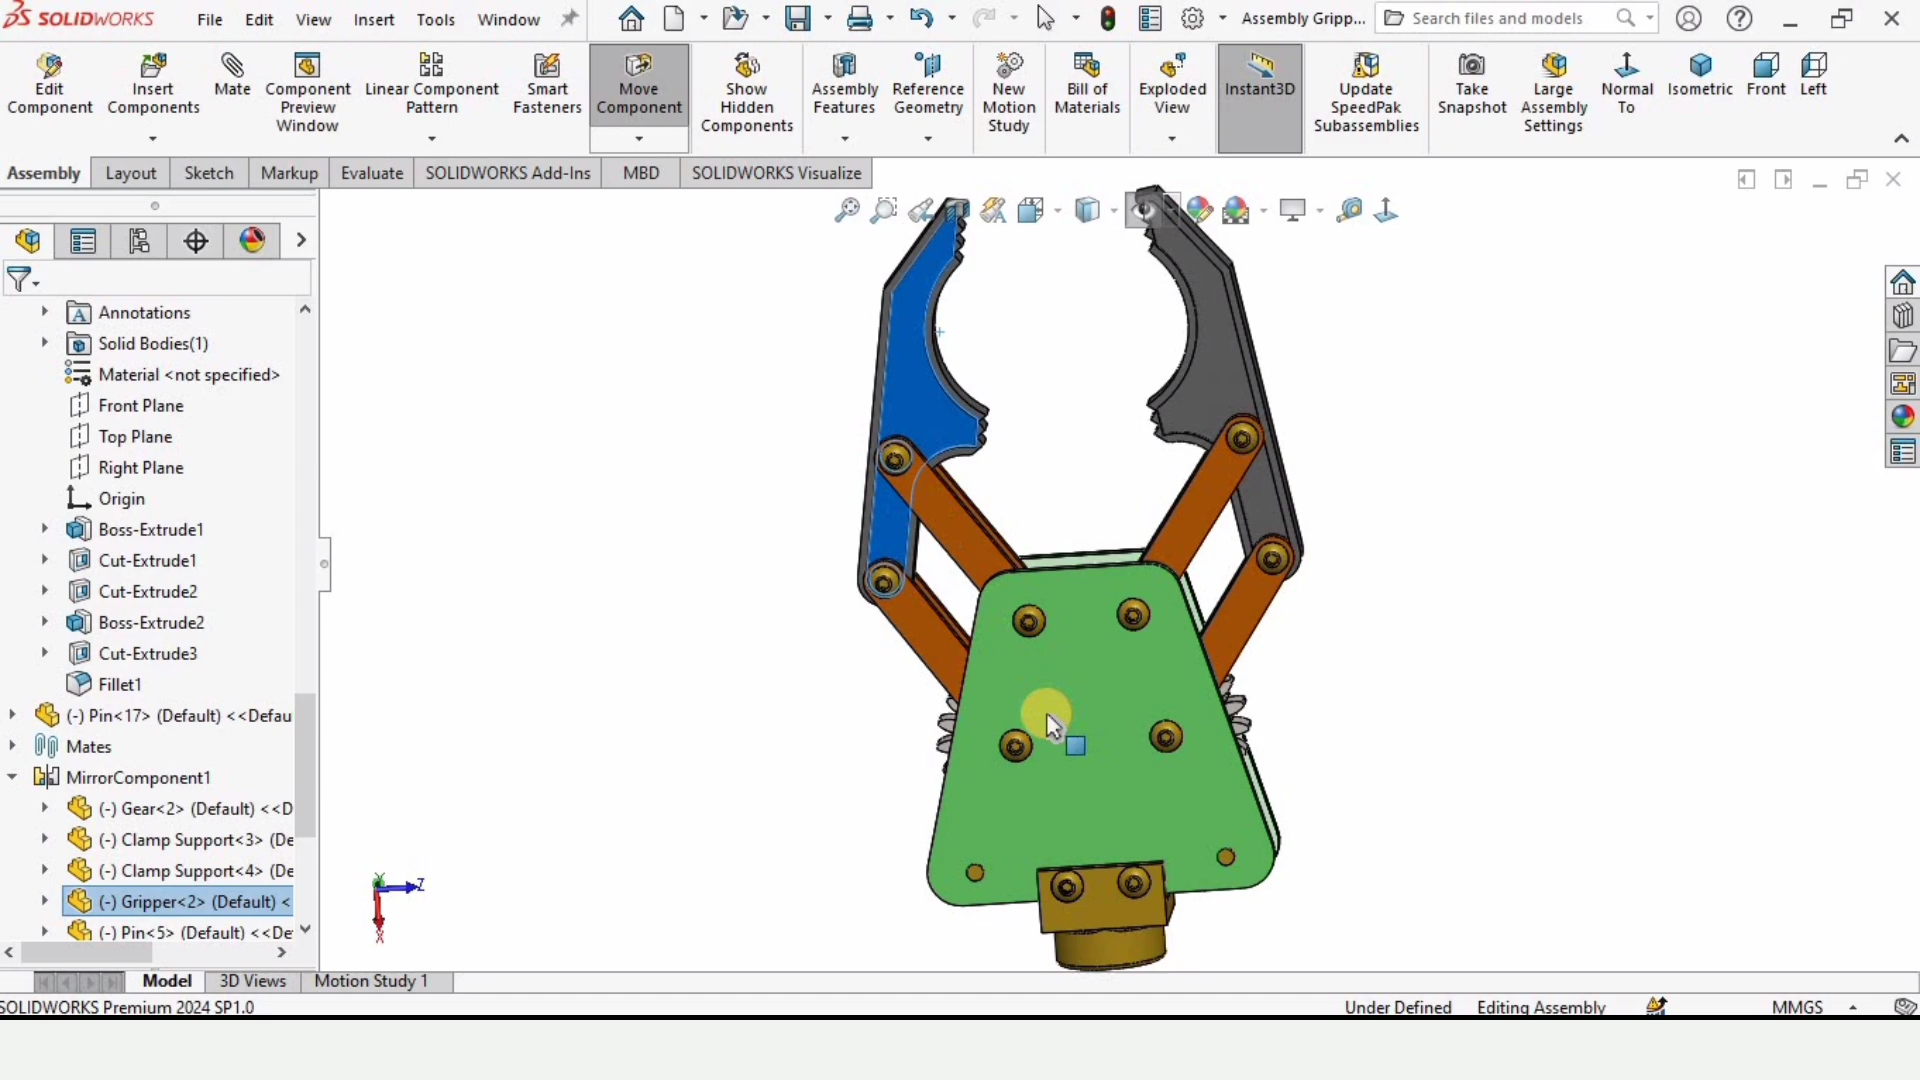 SOLIDWORKS File Edit View Insert Tools Window Assembly Gripp... Search files and models
Edit Component
Insert Components
Mate
Component Preview Window
Linear Component Pattern
Smart Fasteners
Move Component
Show Hidden Components
Assembly Features
Reference Geometry
New Motion Study
Bill of Materials
Exploded View
Instant3D
Update SpeedPak Subassemblies
Take Snapshot
Large Assembly Settings
Normal To
Isometric
Front
Left
Assembly Layout Sketch Markup Evaluate SOLIDWORKS Add-Ins MBD SOLIDWORKS Visualize
Annotations
Solid Bodies(1)
Material <not specified>
Front Plane
Top Plane
Right Plane
Origin
Boss-Extrude1
Cut-Extrude1
Cut-Extrude2
Boss-Extrude2
Cut-Extrude3
Fillet1
(-) Pin<17> (Default) <<Defau
Mates
MirrorComponent1
(-) Gear<2> (Default) <<D
(-) Clamp Support<3> (De
(-) Clamp Support<4> (De
(-) Gripper<2> (Default) <
(-) Pin<5> (Default) <<De
Y
Z
X
Model 3D Views Motion Study 1
SOLIDWORKS Premium 2024 SP1.0 Under Defined Editing Assembly MMGS